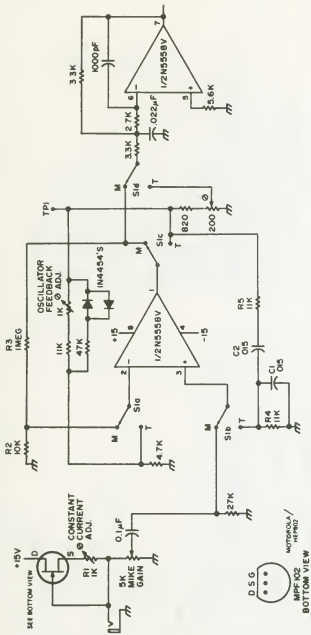 SEE BOTTOM VIEW
+15V
D
S
CONSTANT
CURRENT
ADJ.
R1
1K
5K
MIKE
GAIN
0.1μF
27K
D S G
MOTOROLA/
HEP802
MPF102
BOTTOM VIEW
R2
10K
R3
1MEG
M
S1a
T
4.7K
M
S1b
T
R4
11K
C1
.015
C2
.015
R5
11K
11K
OSCILLATOR
FEEDBACK
ADJ.
1K
47K
1N4454'S
2
3
+15
8
1/2N5558V
4
-15
1
TP1
M
S1c
T
820
200
M
S1d
T
3.3K
2.7K
.022μF
3.3K
1000pF
6
5
7
1/2N5558V
5.6K